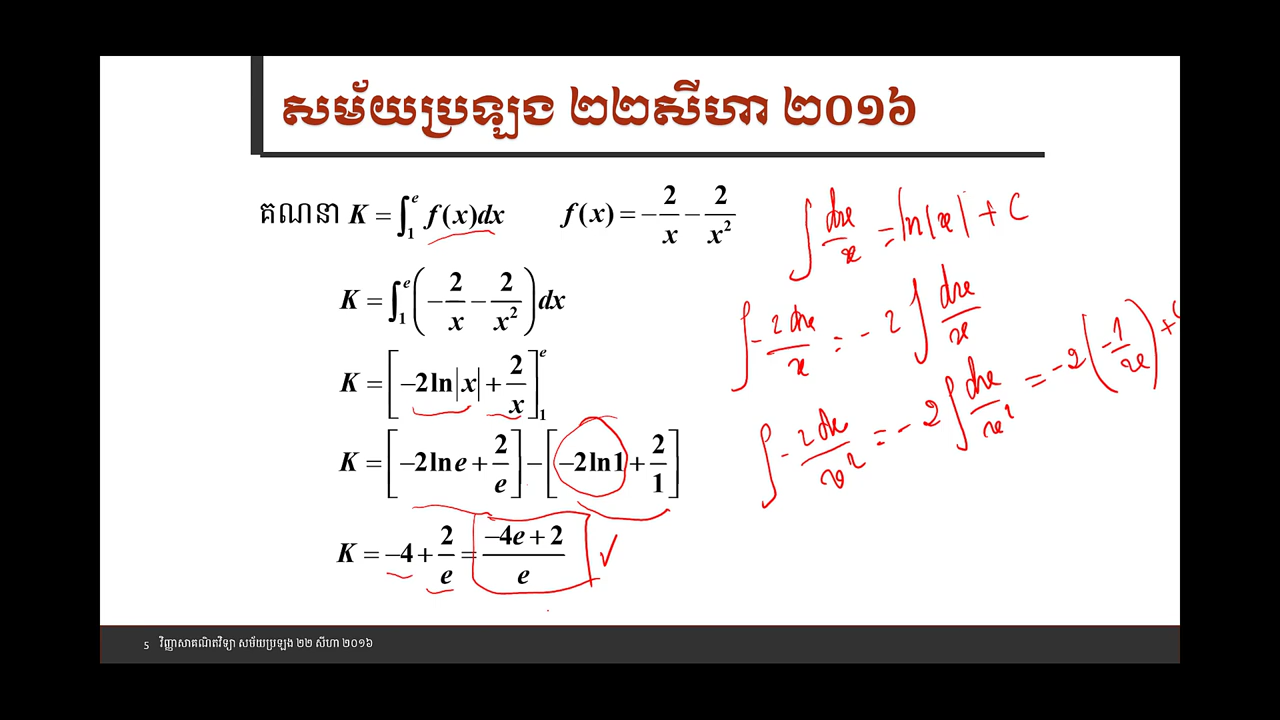 សម័យប្រឡង ២២សីហា ២០១៦
គណនា K = ∫₁ᵉ f(x)dx f(x) = −2/x − 2/x²
K = ∫₁ᵉ (−2/x − 2/x²) dx
K = [−2ln|x| + 2/x]₁ᵉ
K = [−2ln e + 2/e] − [−2ln1 + 2/1]
K = −4 + 2/e = (−4e + 2)/e ✓
∫ dx/x = ln|x| + C
∫ −2dx/x = −2 ∫ dx/x
∫ −2dx/x² = −2 ∫ dx/x² = −2(−1/x) +
5 វិញ្ញាសាគណិតវិទ្យា សម័យប្រឡង ២២ សីហា ២០១៦